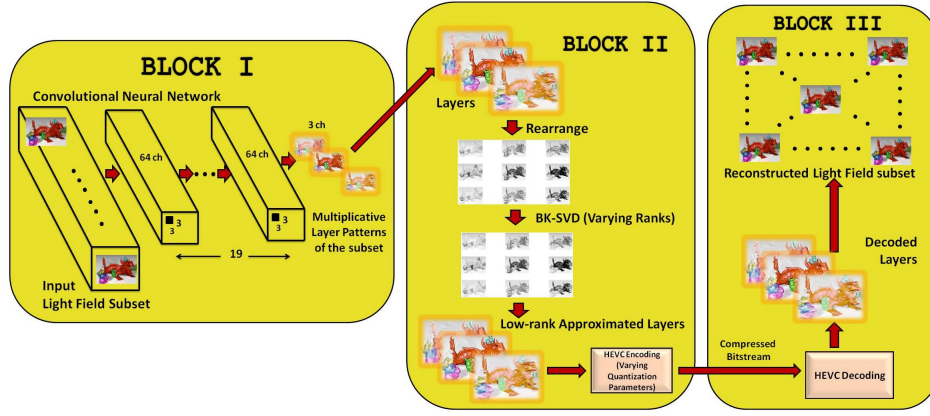 BLOCK I
Convolutional Neural Network
64 ch
64 ch
3 ch
3
3
3
3
19
Input
Light Field Subset
Multiplicative
Layer Patterns
of the subset
BLOCK II
Layers
Rearrange
BK-SVD (Varying Ranks)
Low-rank Approximated Layers
HEVC Encoding
(Varying
Quantization
Parameters)
Compressed
Bitstream
BLOCK III
Reconstructed Light Field subset
Decoded
Layers
HEVC Decoding